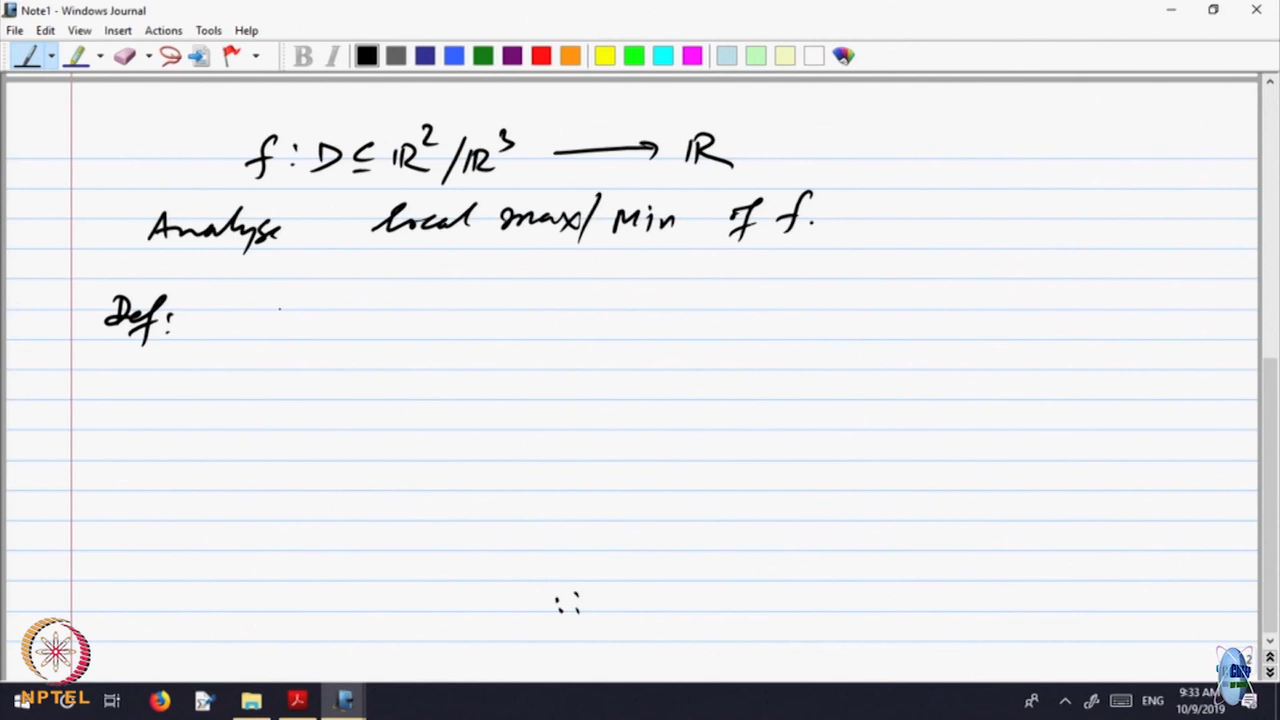 Note1 - Windows Journal
File Edit View Insert Actions Tools Help
B I
f : D ⊆ ℝ²/ℝ³ ⟶ ℝ
Analyse local max/Min of f.
Def:
NPTEL
2
ENG
9:33 AM
10/9/2019